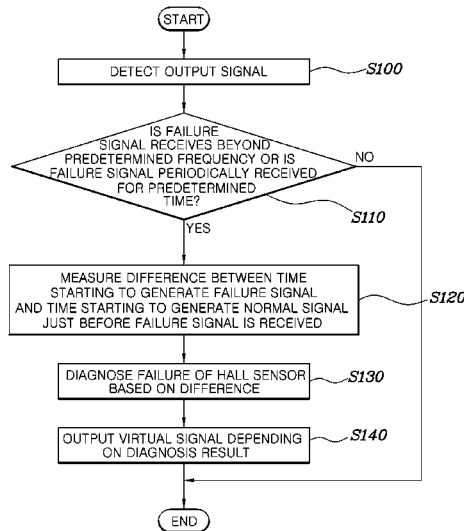 START
DETECT OUTPUT SIGNAL
S100
IS FAILURE
SIGNAL RECEIVES BEYOND
PREDETERMINED FREQUENCY OR IS
FAILURE SIGNAL PERIODICALLY RECEIVED
FOR PREDETERMINED
TIME?
NO
S110
YES
MEASURE DIFFERENCE BETWEEN TIME
STARTING TO GENERATE FAILURE SIGNAL
AND TIME STARTING TO GENERATE NORMAL SIGNAL
JUST BEFORE FAILURE SIGNAL IS RECEIVED
S120
DIAGNOSE FAILURE OF HALL SENSOR
BASED ON DIFFERENCE
S130
OUTPUT VIRTUAL SIGNAL DEPENDING
ON DIAGNOSIS RESULT
S140
END